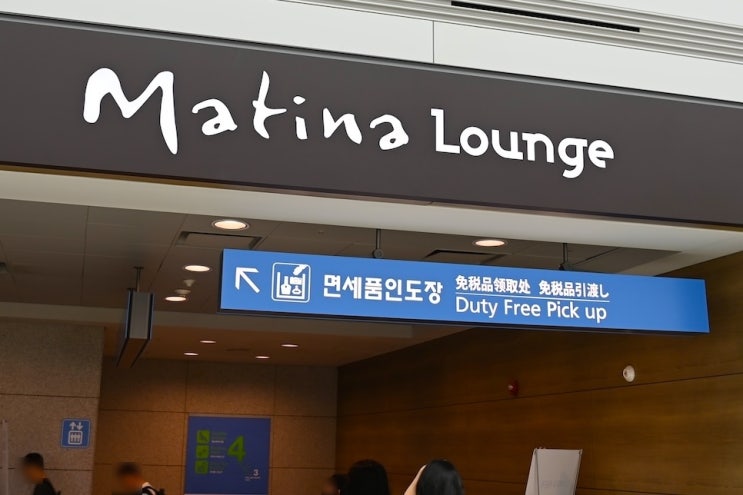 Matina Lounge
면세품인도장
免税品领取处 免税品引渡し
Duty Free Pick up
4
3